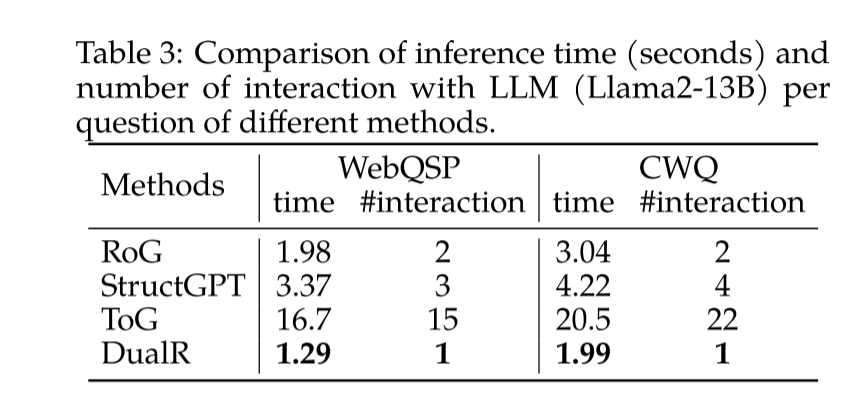 Table 3: Comparison of inference time (seconds) and
number of interaction with LLM (Llama2-13B) per
question of different methods.
Methods WebQSP CWQ
time #interaction time #interaction
RoG 1.98 2 3.04 2
StructGPT 3.37 3 4.22 4
ToG 16.7 15 20.5 22
DualR 1.29 1 1.99 1